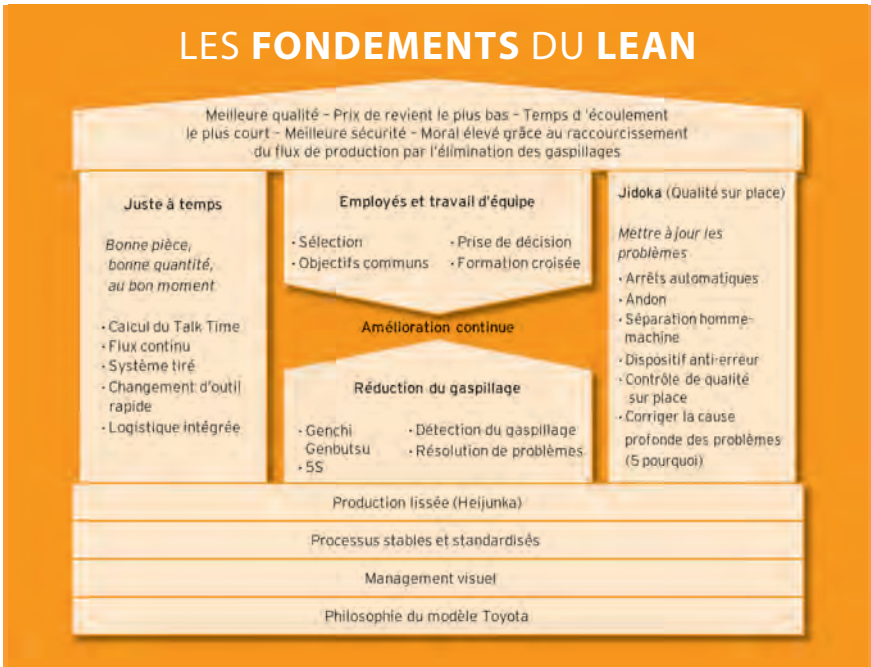 LES FONDEMENTS DU LEAN
Meilleure qualité – Prix de revient le plus bas – Temps d 'écoulement
le plus court – Meilleure sécurité – Moral élevé grâce au raccourcissement
du flux de production par l'élimination des gaspillages
Juste à temps
Bonne pièce,
bonne quantité,
au bon moment
· Calcul du Talk Time
· Flux continu
· Système tiré
· Changement d'outil
rapide
· Logistique intégrée
Employés et travail d'équipe
· Sélection
· Objectifs communs
· Prise de décision
· Formation croisée
Amélioration continue
Réduction du gaspillage
· Genchi
Genbutsu
· 5S
· Détection du gaspillage
· Résolution de problèmes
Jidoka (Qualité sur place)
Mettre à jour les
problèmes
· Arrêts automatiques
· Andon
· Séparation homme-
machine
· Dispositif anti-erreur
· Contrôle de qualité
sur place
· Corriger la cause
profonde des problèmes
(5 pourquoi)
Production lissée (Heijunka)
Processus stables et standardisés
Management visuel
Philosophie du modèle Toyota